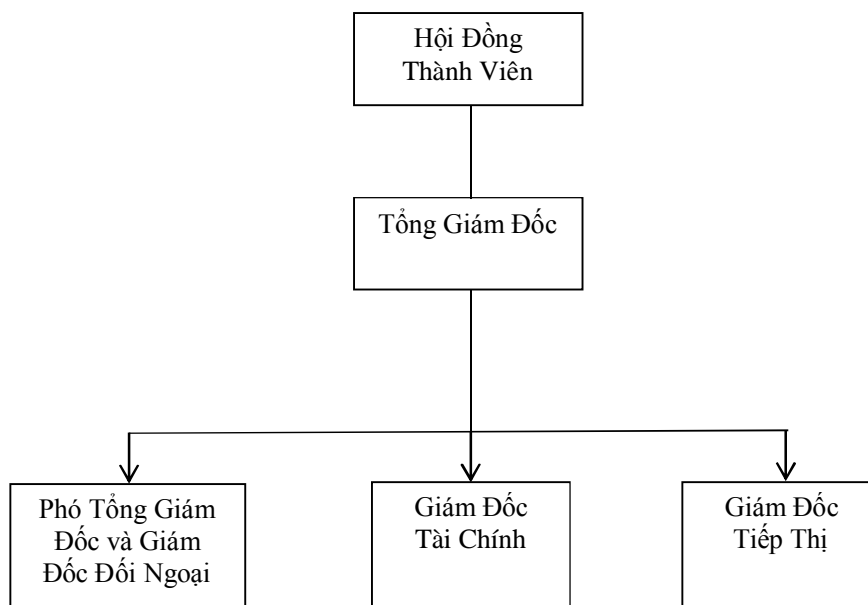 Hội Đồng
Thành Viên
Tổng Giám Đốc
Phó Tổng Giám
Đốc và Giám
Đốc Đối Ngoại
Giám Đốc
Tài Chính
Giám Đốc
Tiếp Thị